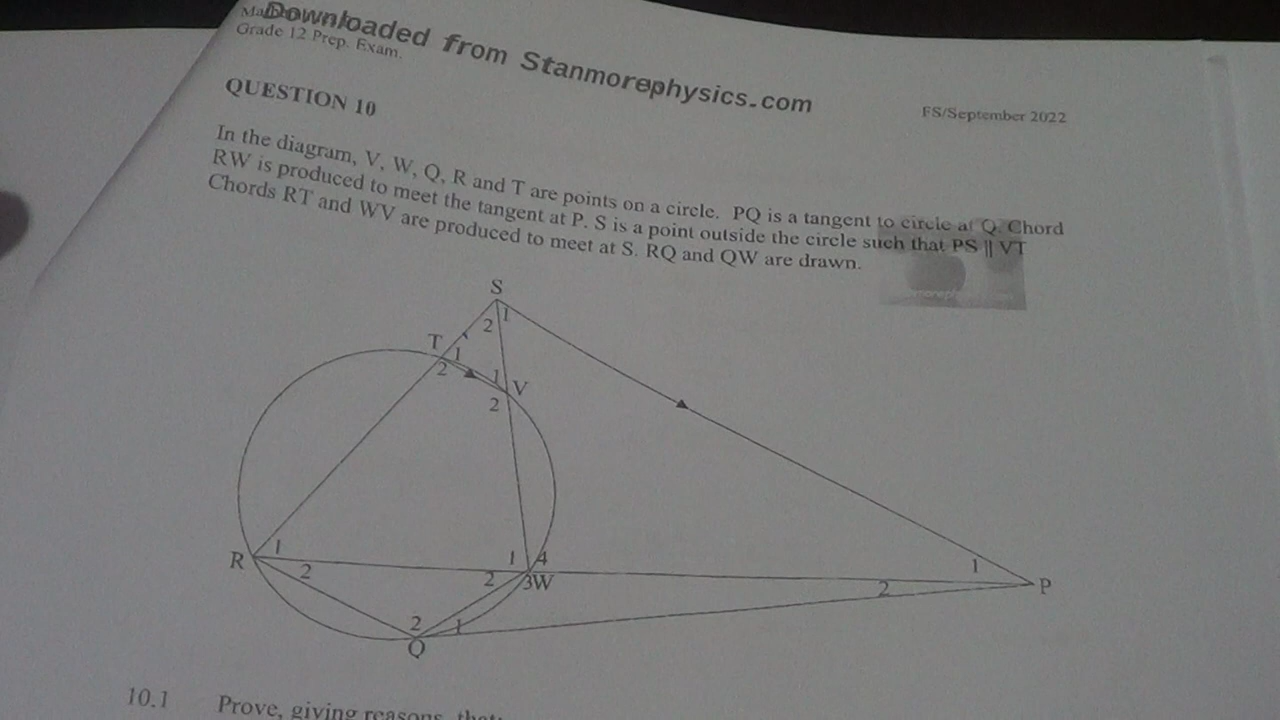 Downloaded from Stanmorephysics.com
Grade 12 Prep. Exam.
FS/September 2022
QUESTION 10
In the diagram, V, W, Q, R and T are points on a circle. PQ is a tangent to circle at Q. Chord
RW is produced to meet the tangent at P. S is a point outside the circle such that PS || VT
Chords RT and WV are produced to meet at S. RQ and QW are drawn.
S
1
2
T
1
2
1
V
2
R
1
2
1
4
2
3
W
1
2
P
2
1
Q
10.1 Prove, giving reasons, that: